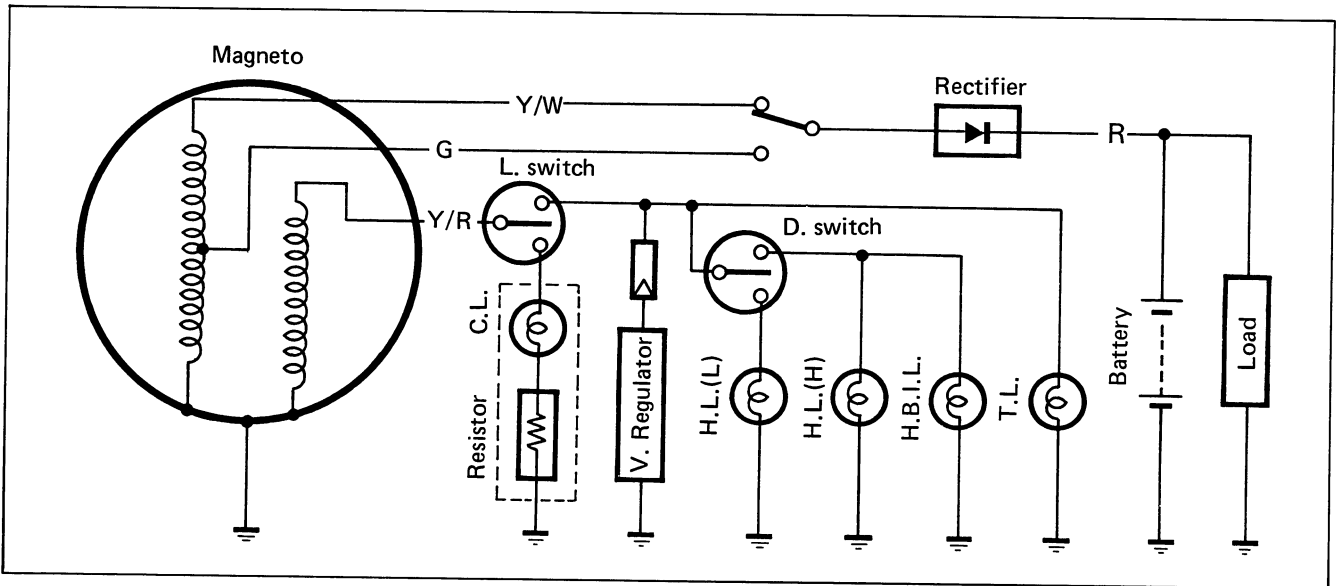 Magneto
Rectifier
Y/W
R
G
L. switch
Y/R
D. switch
C.L.
Resistor
V. Regulator
H.L.(L)
H.L.(H)
H.B.I.L.
T.L.
Battery
Load